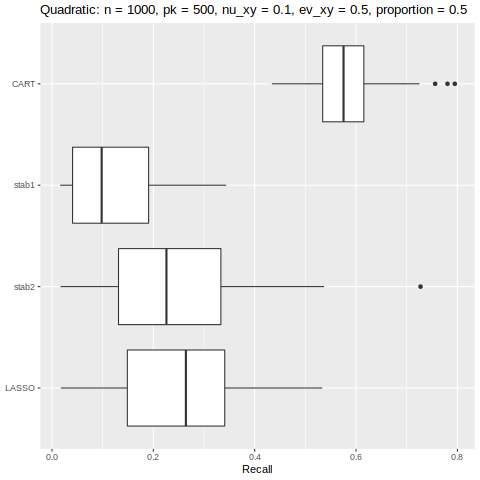 Quadratic: n = 1000, pk = 500, nu_xy = 0.1, ev_xy = 0.5, proportion = 0.5
CART
stab1
stab2
LASSO
0.0 0.2 0.4 0.6 0.8
Recall